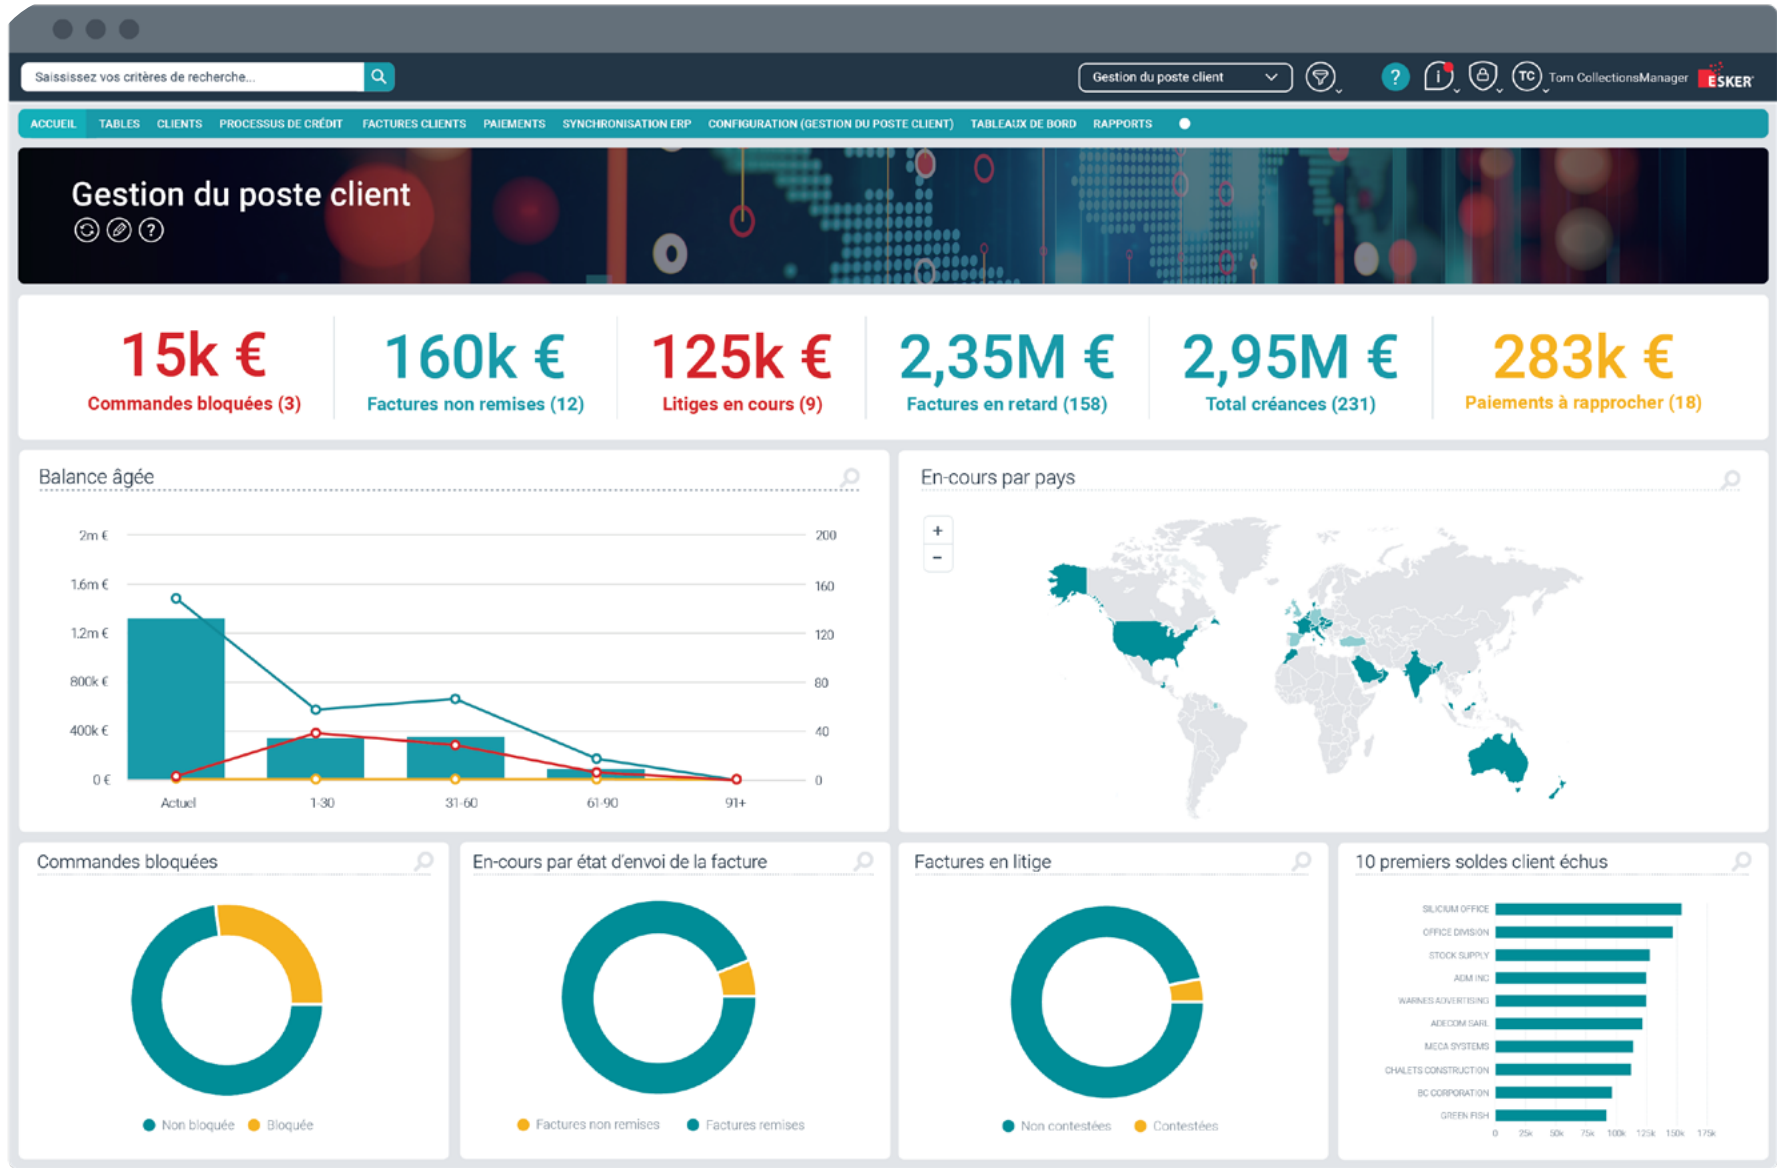 Saississez vos critères de recherche...
Gestion du poste client
?
i
TC
Tom CollectionsManager
ESKER
ACCUEIL TABLES CLIENTS PROCESSUS DE CRÉDIT FACTURES CLIENTS PAIEMENTS SYNCHRONISATION ERP CONFIGURATION (GESTION DU POSTE CLIENT) TABLEAUX DE BORD RAPPORTS
Gestion du poste client
?
15k €
Commandes bloquées (3)
160k €
Factures non remises (12)
125k €
Litiges en cours (9)
2,35M €
Factures en retard (158)
2,95M €
Total créances (231)
283k €
Paiements à rapprocher (18)
Balance âgée
2m € 200
1.6m € 160
1.2m € 120
800k € 80
400k € 40
0 € 0
Actuel 1-30 31-60 61-90 91+
En-cours par pays
+
−
Commandes bloquées
Non bloquée Bloquée
En-cours par état d'envoi de la facture
Factures non remises Factures remises
Factures en litige
Non contestées Contestées
10 premiers soldes client échus
SILICIUM OFFICE
OFFICE DIVISION
STOCK SUPPLY
ADM INC
WARNES ADVERTISING
ADECOM SARL
MECA SYSTEMS
CHALETS CONSTRUCTION
BC CORPORATION
GREEN FISH
0 25k 50k 75k 100k 125k 150k 175k